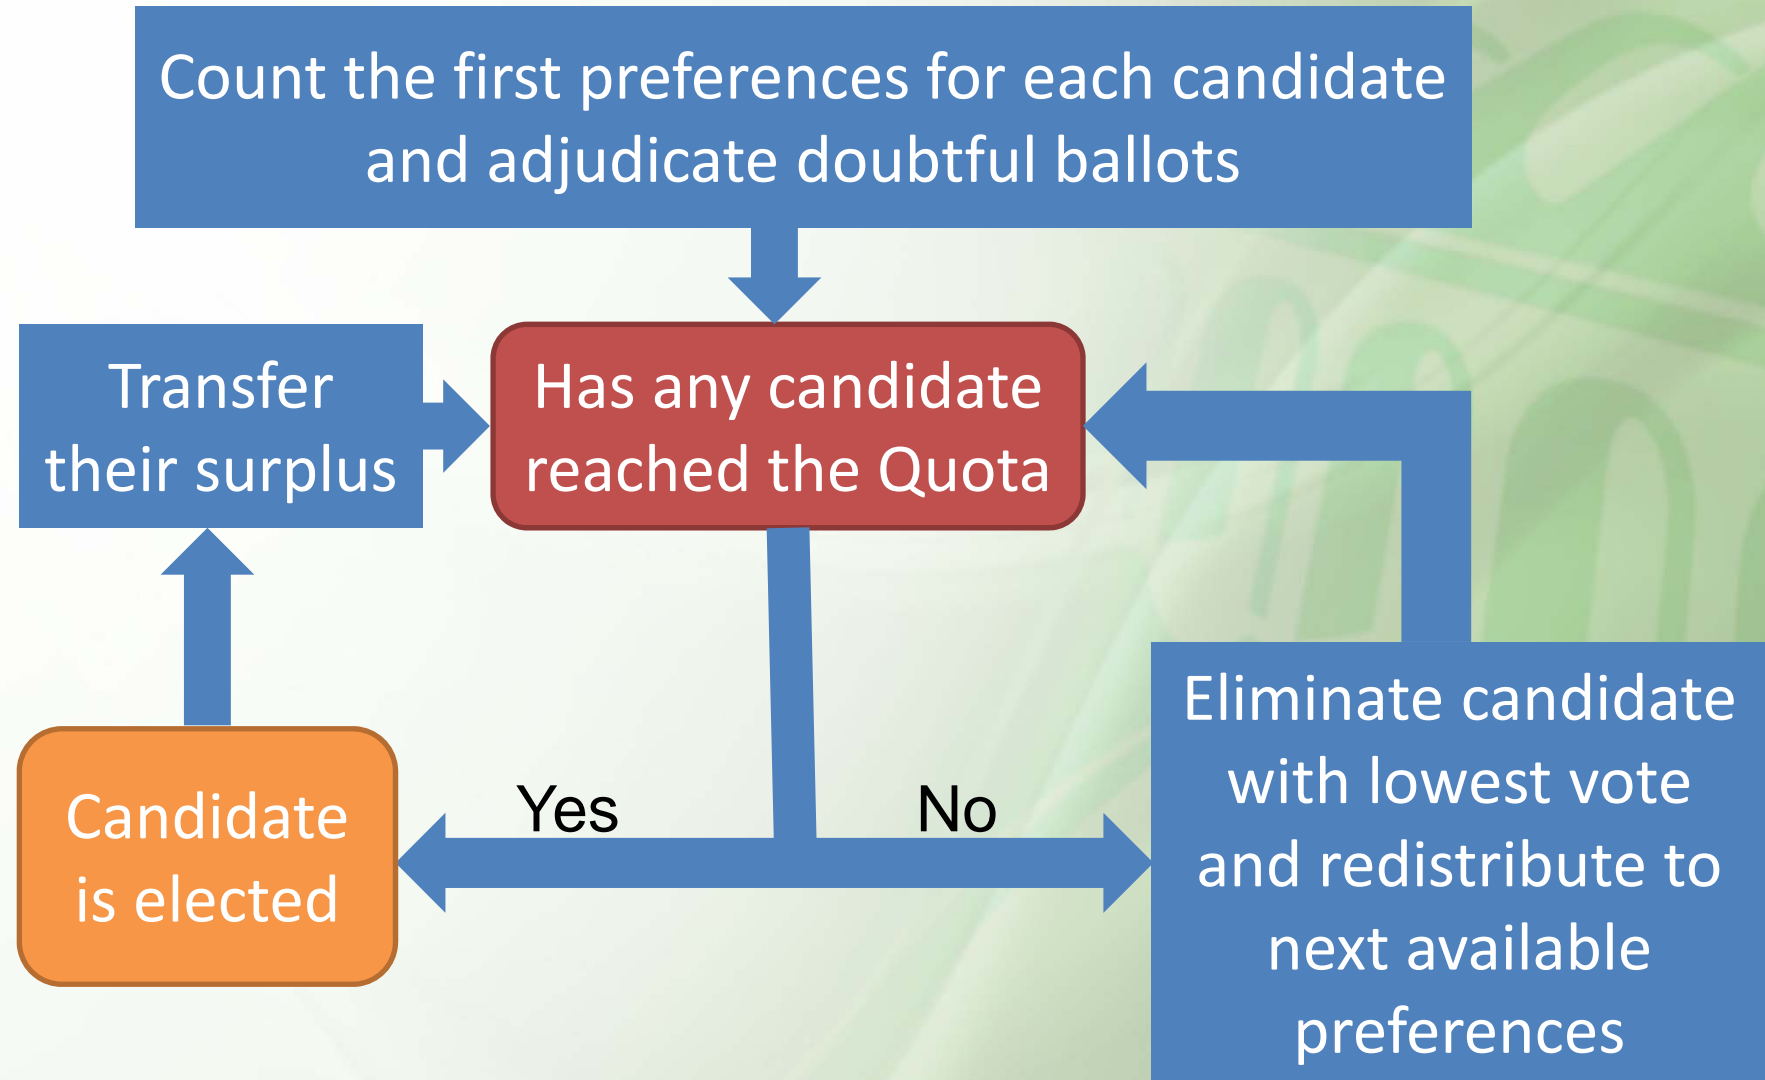 Count the first preferences for each candidate
and adjudicate doubtful ballots
Transfer
their surplus
Has any candidate
reached the Quota
Yes
No
Candidate
is elected
Eliminate candidate
with lowest vote
and redistribute to
next available
preferences